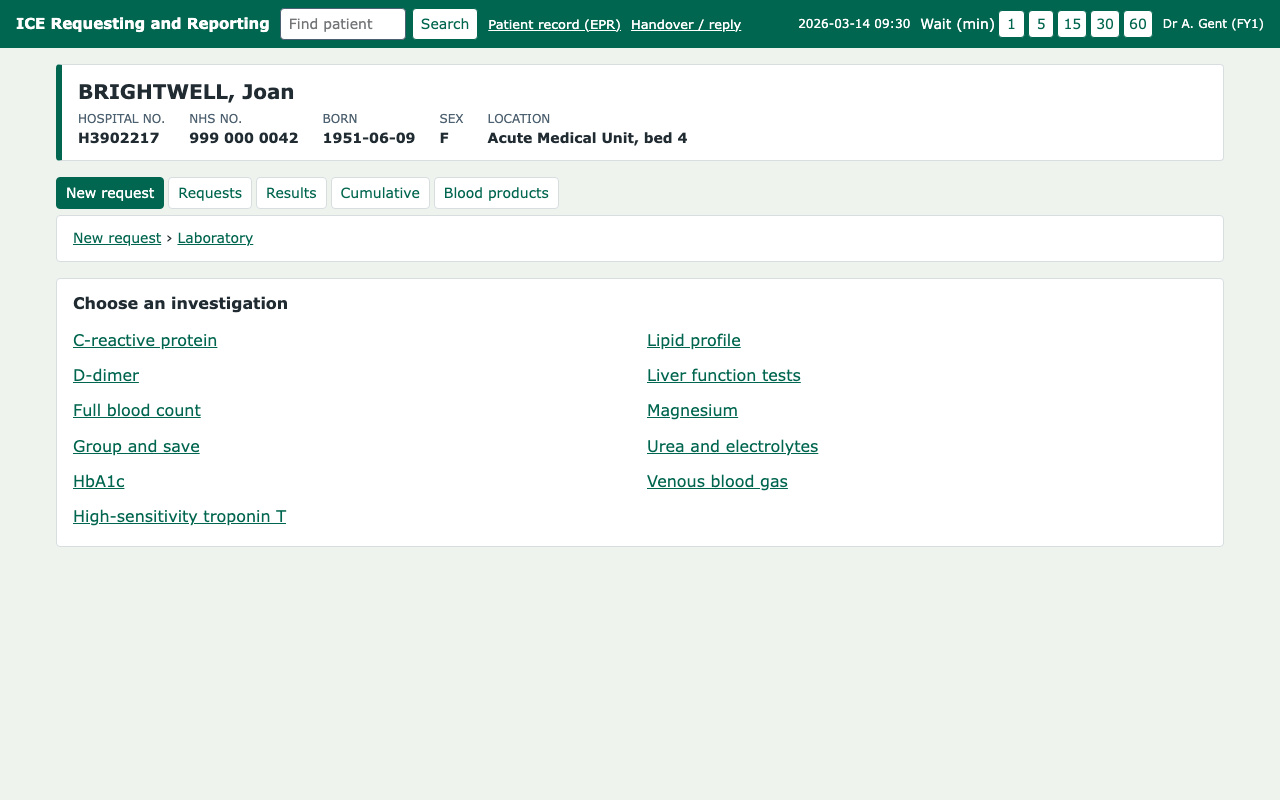 ICE Requesting and Reporting Find patient Search Patient record (EPR) Handover / reply 2026-03-14 09:30 Wait (min) 1 5 15 30 60 Dr A. Gent (FY1)
BRIGHTWELL, Joan
HOSPITAL NO. NHS NO. BORN SEX LOCATION
H3902217 999 000 0042 1951-06-09 F Acute Medical Unit, bed 4
New request Requests Results Cumulative Blood products
New request › Laboratory
Choose an investigation
C-reactive protein
D-dimer
Full blood count
Group and save
HbA1c
High-sensitivity troponin T
Lipid profile
Liver function tests
Magnesium
Urea and electrolytes
Venous blood gas